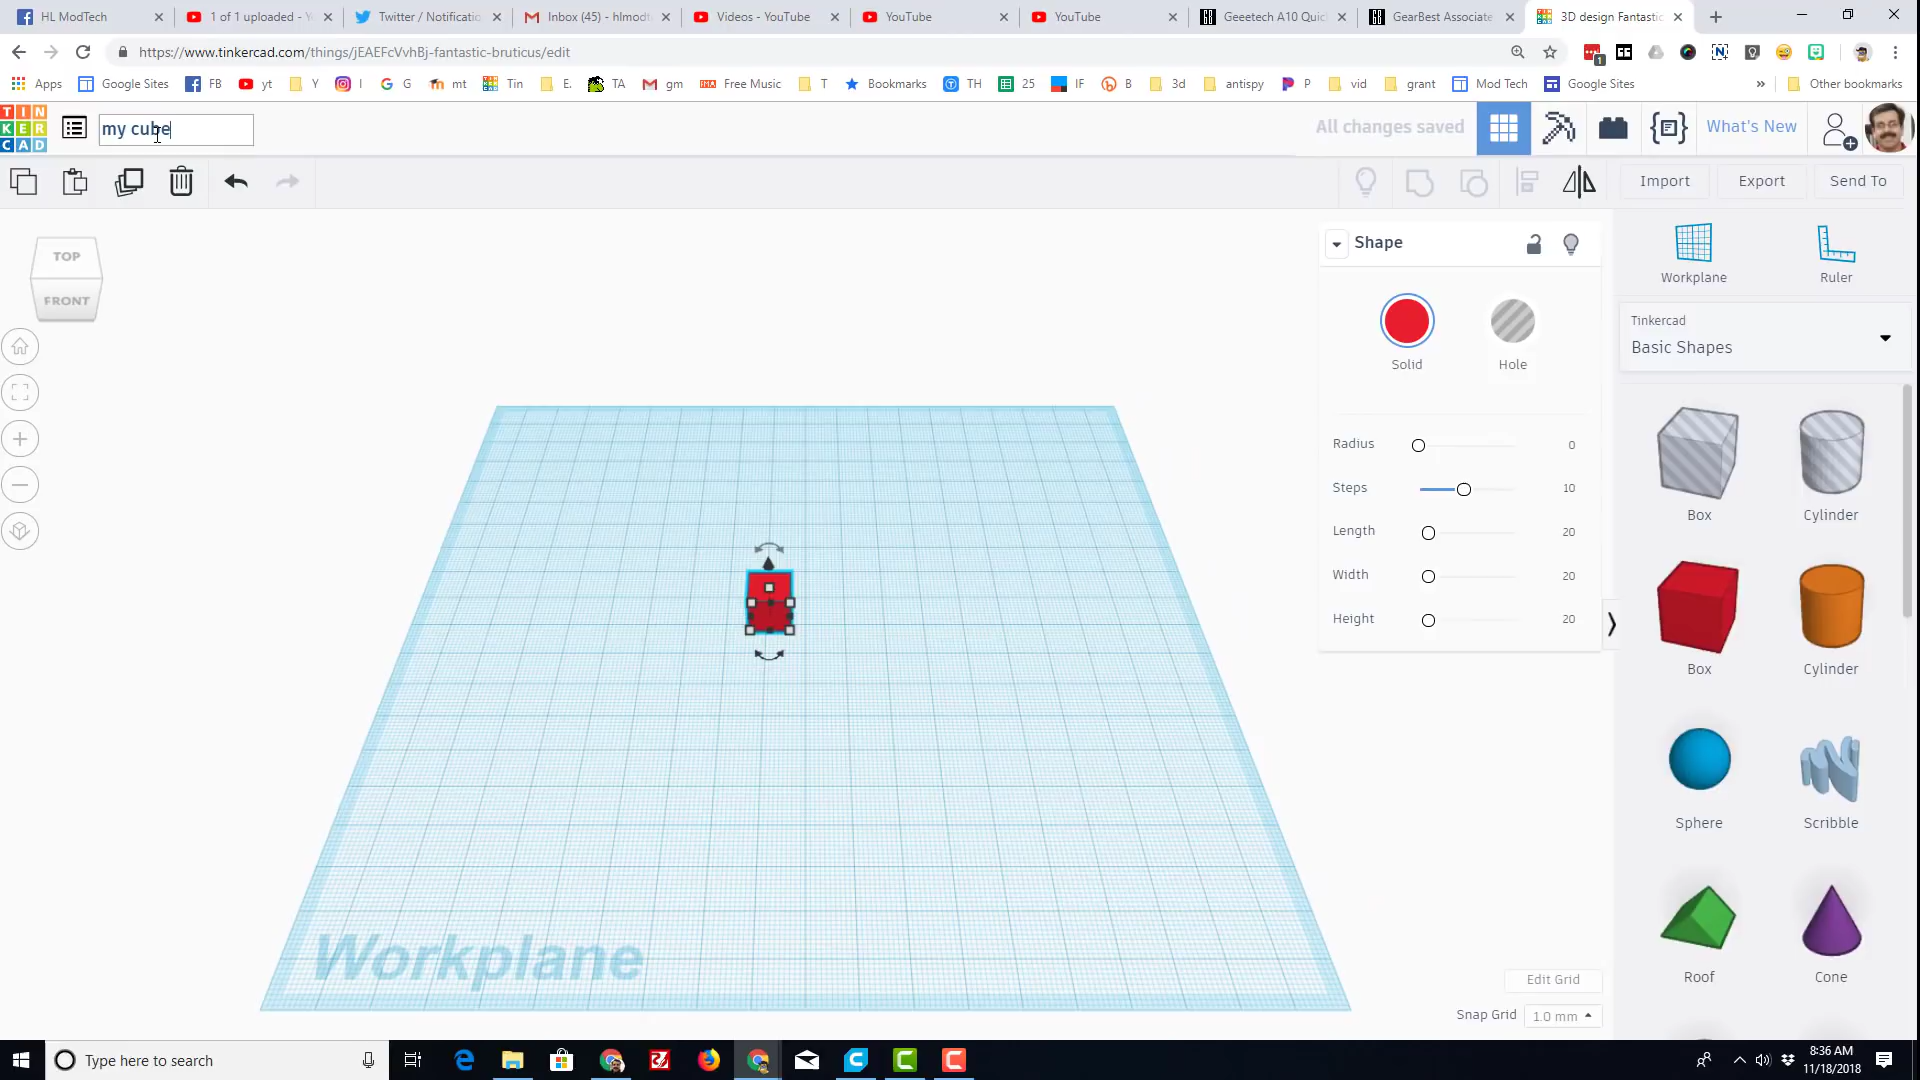 HL ModTech
1 of 1 uploaded - Y
Twitter / Notificatio
Inbox (45) - hlmodt
Videos - YouTube
YouTube
YouTube
Geeetech A10 Quic
GearBest Associate
3D design Fantastic
https://www.tinkercad.com/things/jEAEFcVvhBj-fantastic-bruticus/edit
Apps
Google Sites
FB
yt
Y
I
G
mt
Tin
E.
TA
gm
Free Music
T
Bookmarks
TH
25
IF
B
3d
antispy
P
vid
grant
Mod Tech
Google Sites
»
Other bookmarks
TIN
KER
CAD
my cube
All changes saved
What's New
Import
Export
Send To
TOP
FRONT
Shape
Solid
Hole
Radius 0
Steps 10
Length 20
Width 20
Height 20
Workplane
Ruler
Tinkercad
Basic Shapes
Box
Cylinder
Box
Cylinder
Sphere
Scribble
Roof
Cone
Workplane
Edit Grid
Snap Grid 1.0 mm
Type here to search
8:36 AM
11/18/2018